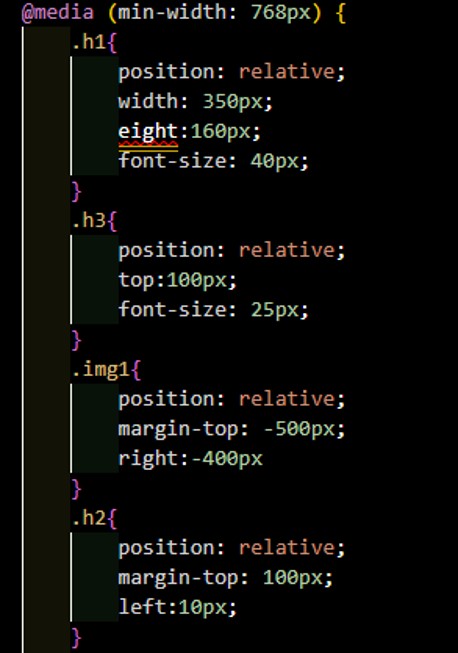 @media (min-width: 768px) {
.h1{
position: relative;
width: 350px;
eight:160px;
font-size: 40px;
}
.h3{
position: relative;
top:100px;
font-size: 25px;
}
.img1{
position: relative;
margin-top: -500px;
right:-400px
}
.h2{
position: relative;
margin-top: 100px;
left:10px;
}